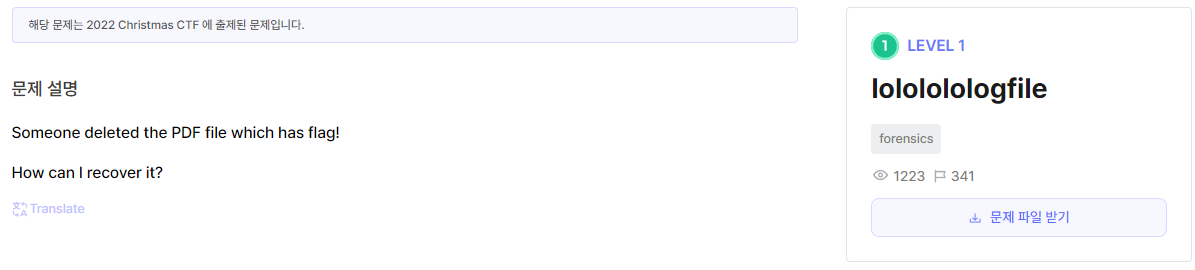 해당 문제는 2022 Christmas CTF 에 출제된 문제입니다.
문제 설명
Someone deleted the PDF file which has flag!
How can I recover it?
Translate
1 LEVEL 1
lolololologfile
forensics
1223 341
문제 파일 받기